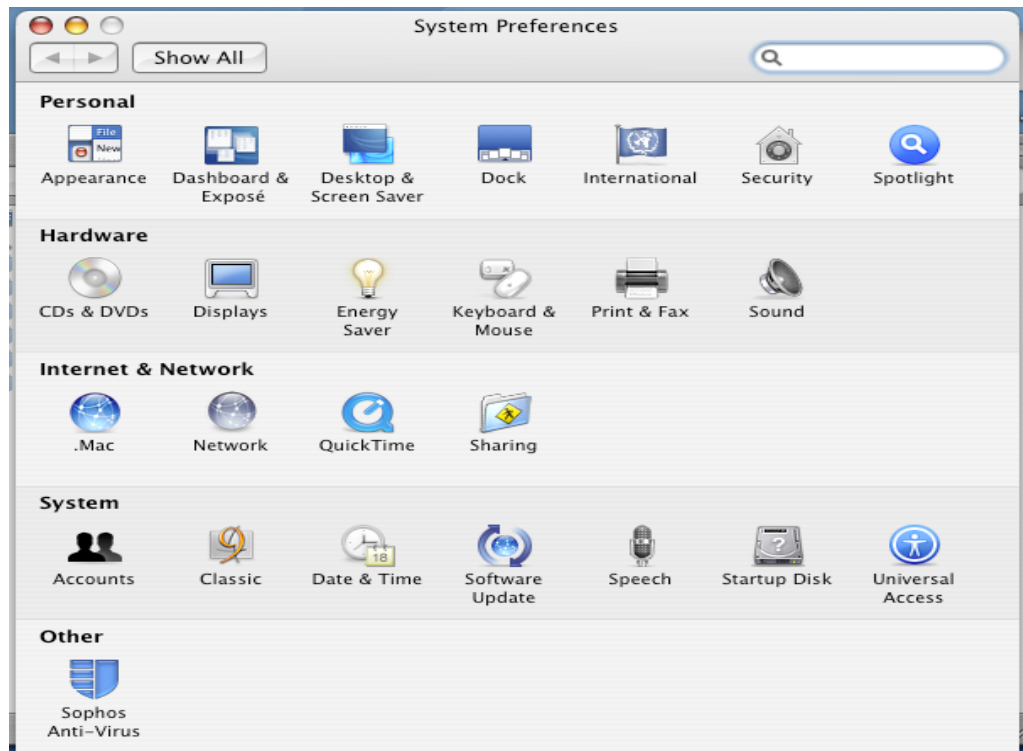 System Preferences
Show All
Personal
File
New
Appearance
Dashboard &
Exposé
Desktop &
Screen Saver
Dock
International
Security
Spotlight
Hardware
CDs & DVDs
Displays
Energy
Saver
Keyboard &
Mouse
Print & Fax
Sound
Internet & Network
.Mac
Network
QuickTime
Sharing
System
9
18
?
Accounts
Classic
Date & Time
Software
Update
Speech
Startup Disk
Universal
Access
Other
Sophos
Anti-Virus